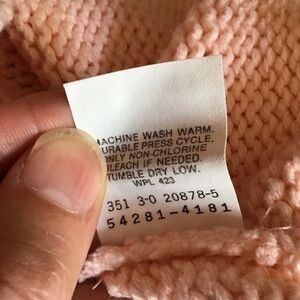 MACHINE WASH WARM.
DURABLE PRESS CYCLE,
ONLY NON-CHLORINE
BLEACH IF NEEDED.
TUMBLE DRY LOW.
WPL 423
351 3-0 20878-5
54281-4181